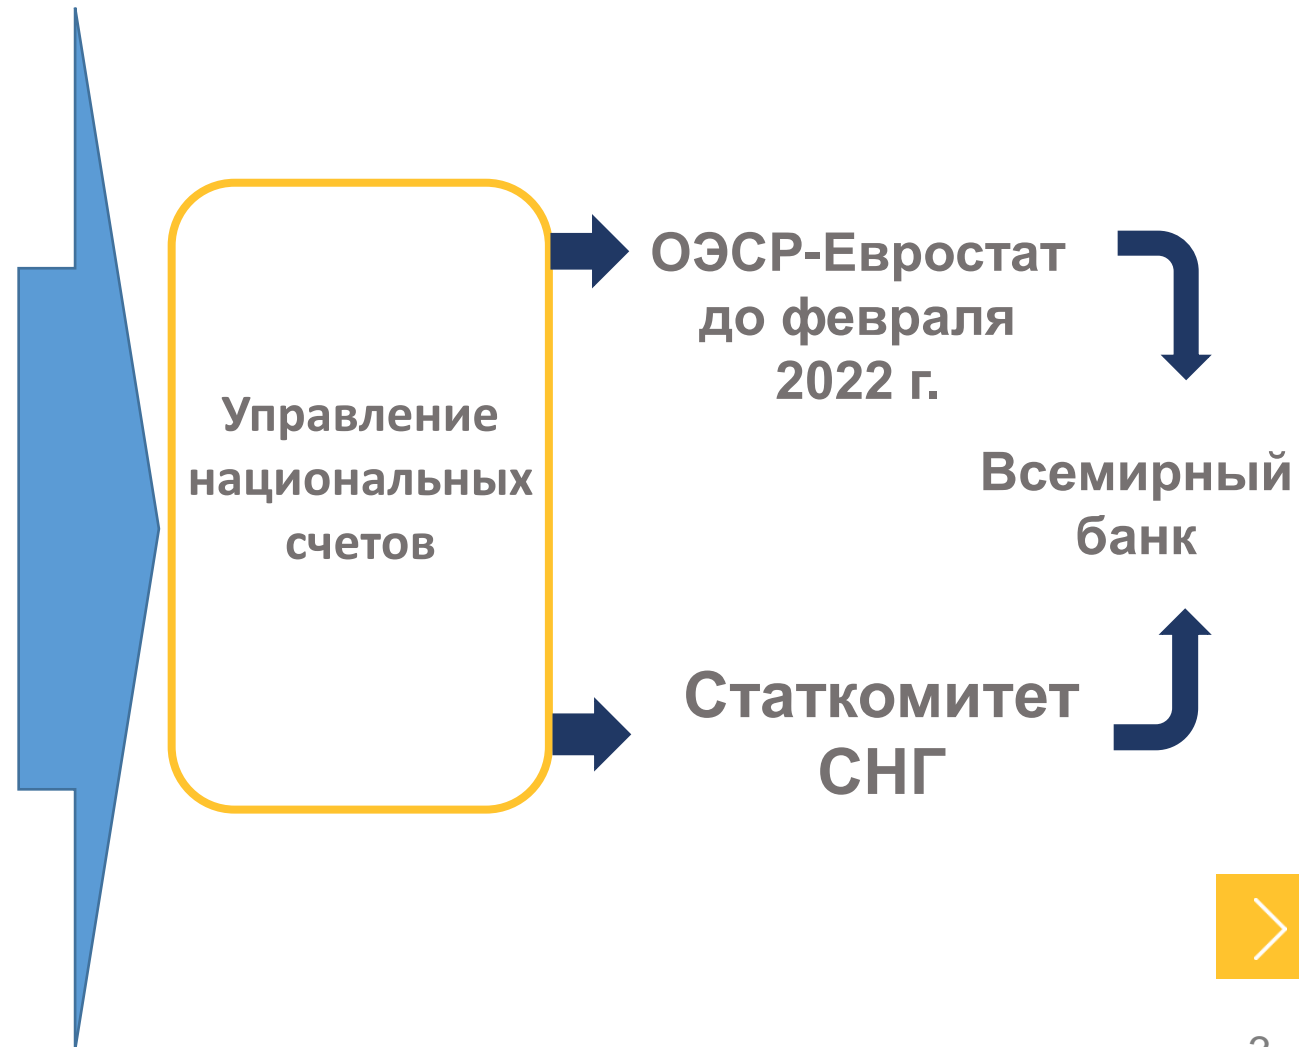 ОЭСР-Евростат
до февраля
2022 г.
Управление
национальных
счетов
Всемирный
банк
Статкомитет
СНГ